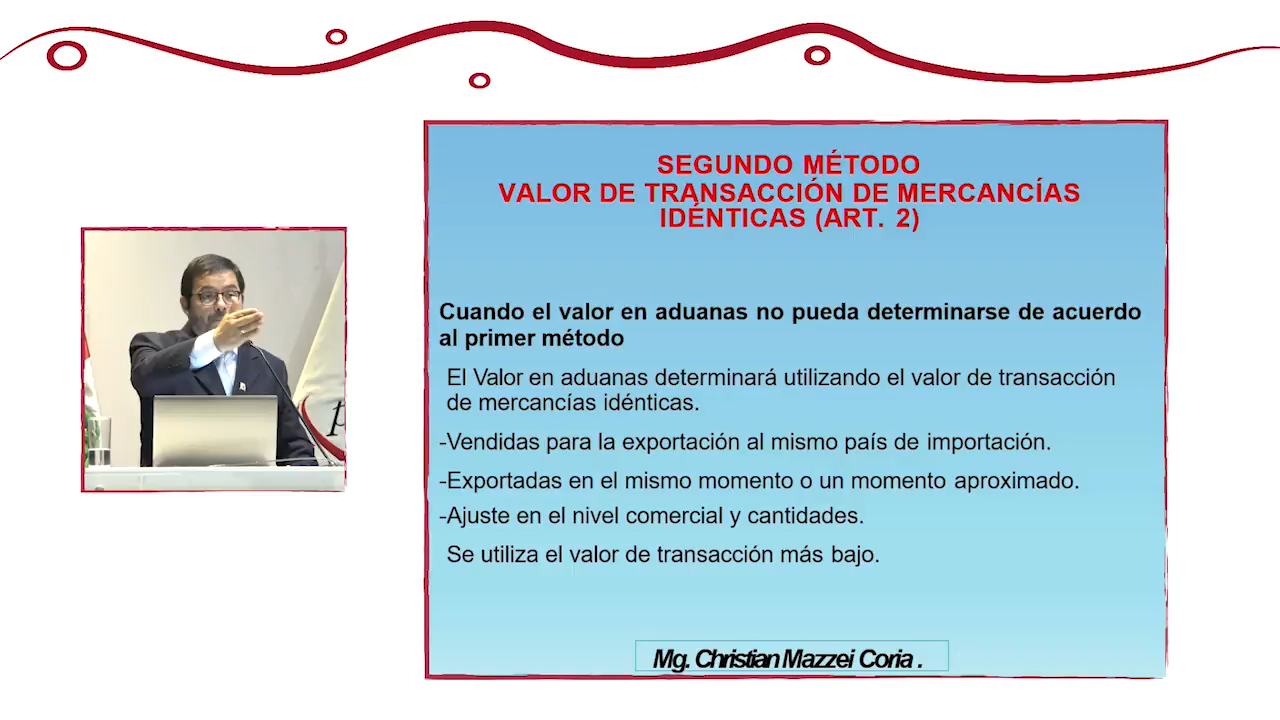 SEGUNDO MÉTODO
VALOR DE TRANSACCIÓN DE MERCANCÍAS
IDÉNTICAS (ART. 2)
Cuando el valor en aduanas no pueda determinarse de acuerdo
al primer método
El Valor en aduanas determinará utilizando el valor de transacción
de mercancías idénticas.
-Vendidas para la exportación al mismo país de importación.
-Exportadas en el mismo momento o un momento aproximado.
-Ajuste en el nivel comercial y cantidades.
Se utiliza el valor de transacción más bajo.
Mg. Christian Mazzei Coria .